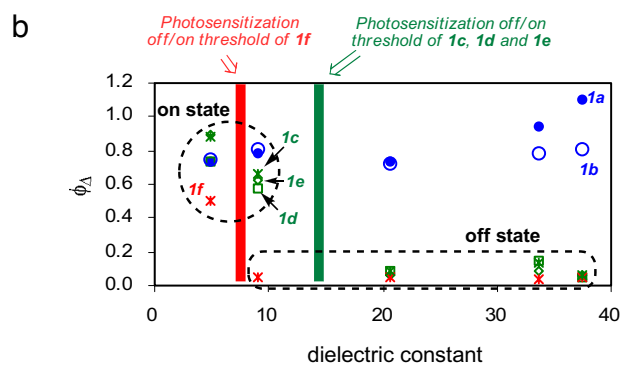 b
Photosensitization
off/on threshold of 1f
Photosensitization off/on
threshold of 1c, 1d and 1e
1.2
1.0
0.8
0.6
0.4
0.2
0.0
ϕ̇Δ
on state
1f
1c
1e
1d
1a
1b
off state
0
10
20
30
40
dielectric constant